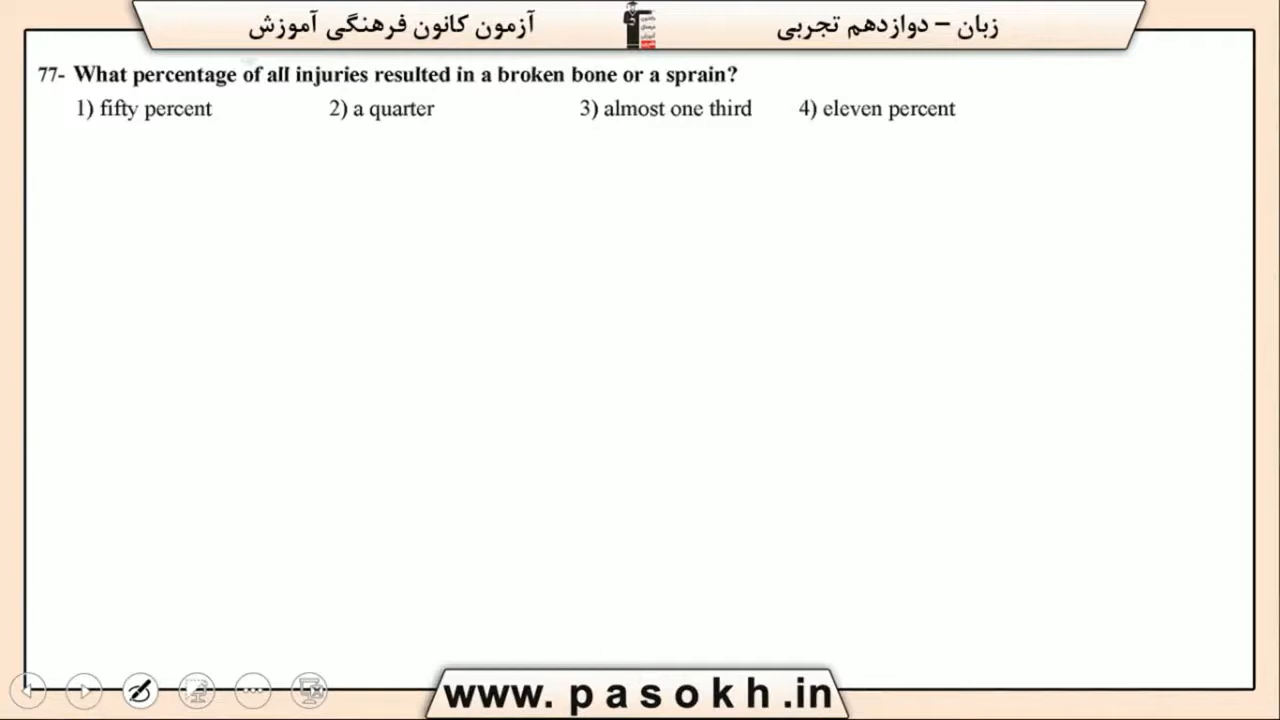 زبان – دوازدهم تجربی
آزمون کانون فرهنگی آموزش
77- What percentage of all injuries resulted in a broken bone or a sprain?
1) fifty percent 2) a quarter 3) almost one third 4) eleven percent
www. p a s o k h .in